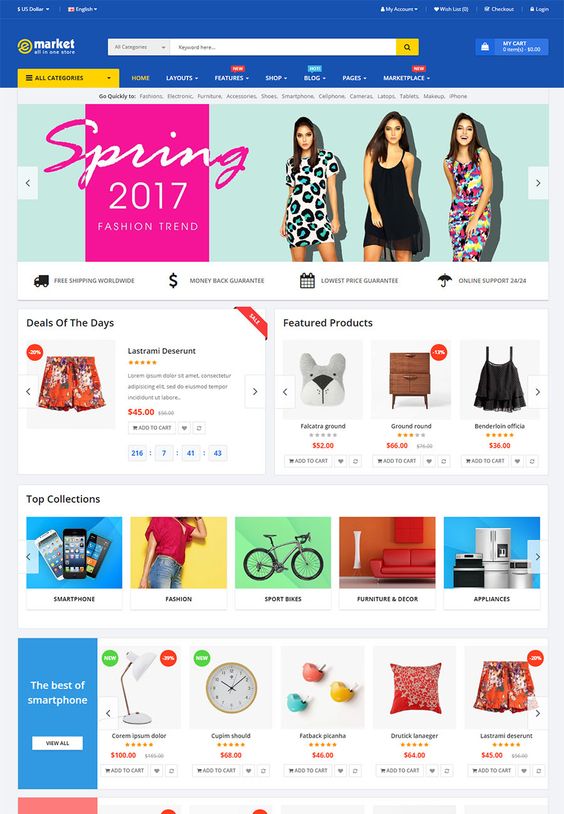 $ US Dollar
English
My Account
Wish List (0)
Checkout
Login
e market
all in one store
All Categories
Keyword here...
MY CART
0 item(s) - $0.00
ALL CATEGORIES
HOME
LAYOUTS
FEATURES
NEW
SHOP
BLOG
HOT
PAGES
MARKETPLACE
NEW
Go Quickly to: Fashions, Electronic, Furniture, Accessories, Shoes, Smartphone, Cellphone, Cameras, Latops, Tablets, Makeup, iPhone
Spring
2017
FASHION TREND
FREE SHIPPING WORLDWIDE
MONEY BACK GUARANTEE
LOWEST PRICE GUARANTEE
ONLINE SUPPORT 24/24
Deals Of The Days
SALE
-20%
Lastrami Deserunt
Lorem ipsum dolor sit amet, consectetur
adipisicing elit, sed do eiusmod tempor
incididunt ut labore..
$45.00 $56.00
ADD TO CART
216 : 7 : 41 : 43
Featured Products
Falcatra ground
$52.00
ADD TO CART
-13%
Ground round
$66.00 $76.00
ADD TO CART
Benderloin officia
$36.00
ADD TO CART
Top Collections
SMARTPHONE
FASHION
SPORT BIKES
FURNITURE & DECOR
APPLIANCES
The best of
smartphone
VIEW ALL
NEW
-39%
Lorem ipsum dolor
$100.00 $165.00
ADD TO CART
NEW
Cupim should
$68.00
ADD TO CART
Fatback picanha
$46.00
ADD TO CART
Drutick lanaeger
$64.00
ADD TO CART
-20%
Lastrami deserunt
$45.00 $56.00
ADD TO CART